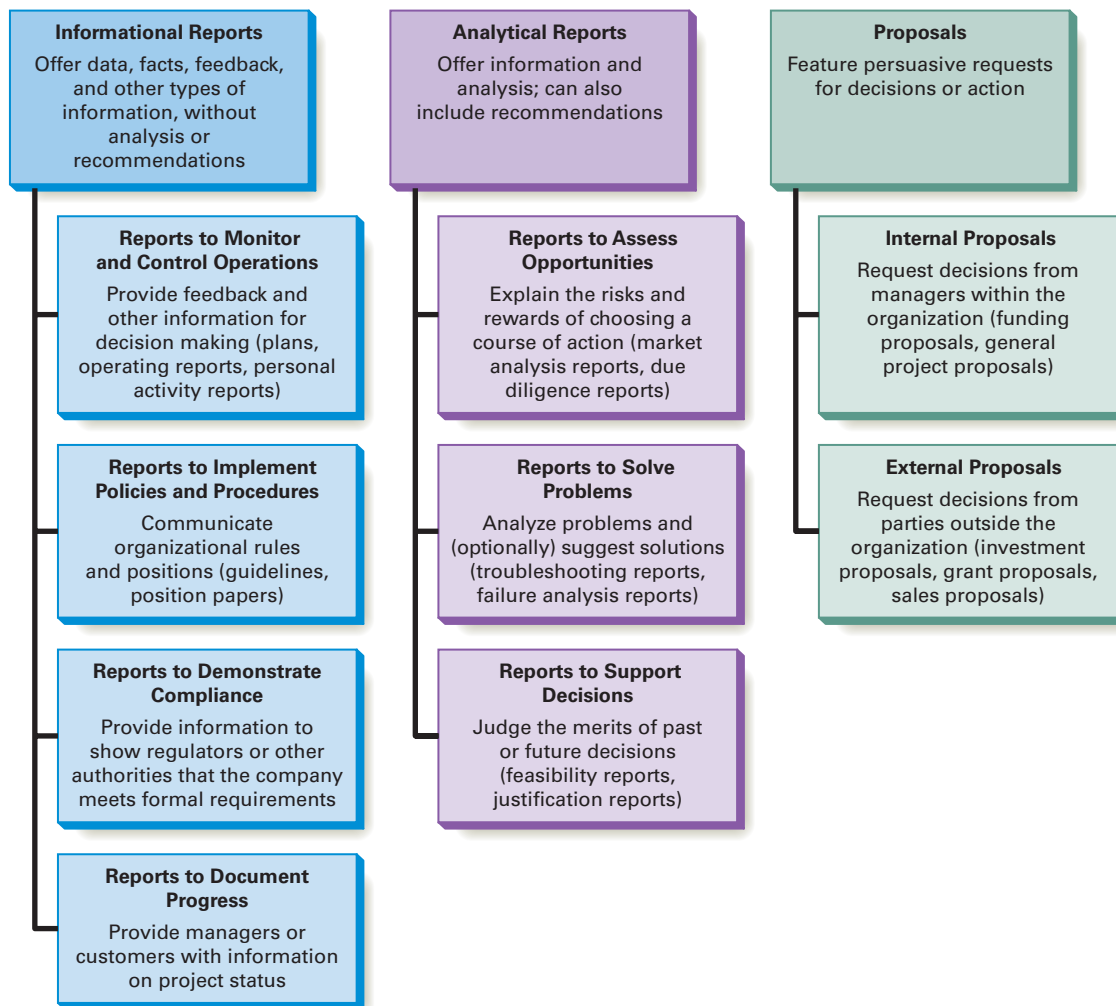 Informational Reports
Offer data, facts, feedback,
and other types of
information, without
analysis or
recommendations
Reports to Monitor
and Control Operations
Provide feedback and
other information for
decision making (plans,
operating reports, personal
activity reports)
Reports to Implement
Policies and Procedures
Communicate
organizational rules
and positions (guidelines,
position papers)
Reports to Demonstrate
Compliance
Provide information to
show regulators or other
authorities that the company
meets formal requirements
Reports to Document
Progress
Provide managers or
customers with information
on project status
Analytical Reports
Offer information and
analysis; can also
include recommendations
Reports to Assess
Opportunities
Explain the risks and
rewards of choosing a
course of action (market
analysis reports, due
diligence reports)
Reports to Solve
Problems
Analyze problems and
(optionally) suggest solutions
(troubleshooting reports,
failure analysis reports)
Reports to Support
Decisions
Judge the merits of past
or future decisions
(feasibility reports,
justification reports)
Proposals
Feature persuasive requests
for decisions or action
Internal Proposals
Request decisions from
managers within the
organization (funding
proposals, general
project proposals)
External Proposals
Request decisions from
parties outside the
organization (investment
proposals, grant proposals,
sales proposals)